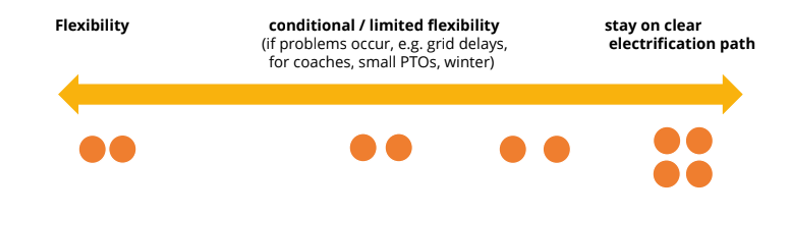 Flexibility
conditional / limited flexibility
(if problems occur, e.g. grid delays,
for coaches, small PTOs, winter)
stay on clear
electrification path